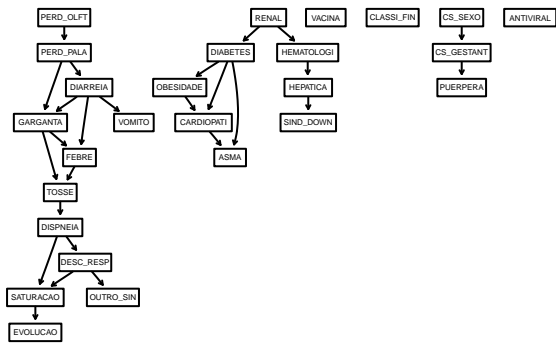 PERD_OLFT
RENAL
VACINA
CLASSI_FIN
CS_SEXO
ANTIVIRAL
PERD_PALA
DIABETES
HEMATOLOGI
CS_GESTANT
DIARREIA
OBESIDADE
HEPATICA
PUERPERA
GARGANTA
VOMITO
CARDIOPATI
SIND_DOWN
FEBRE
ASMA
TOSSE
DISPNEIA
DESC_RESP
SATURACAO
OUTRO_SIN
EVOLUCAO